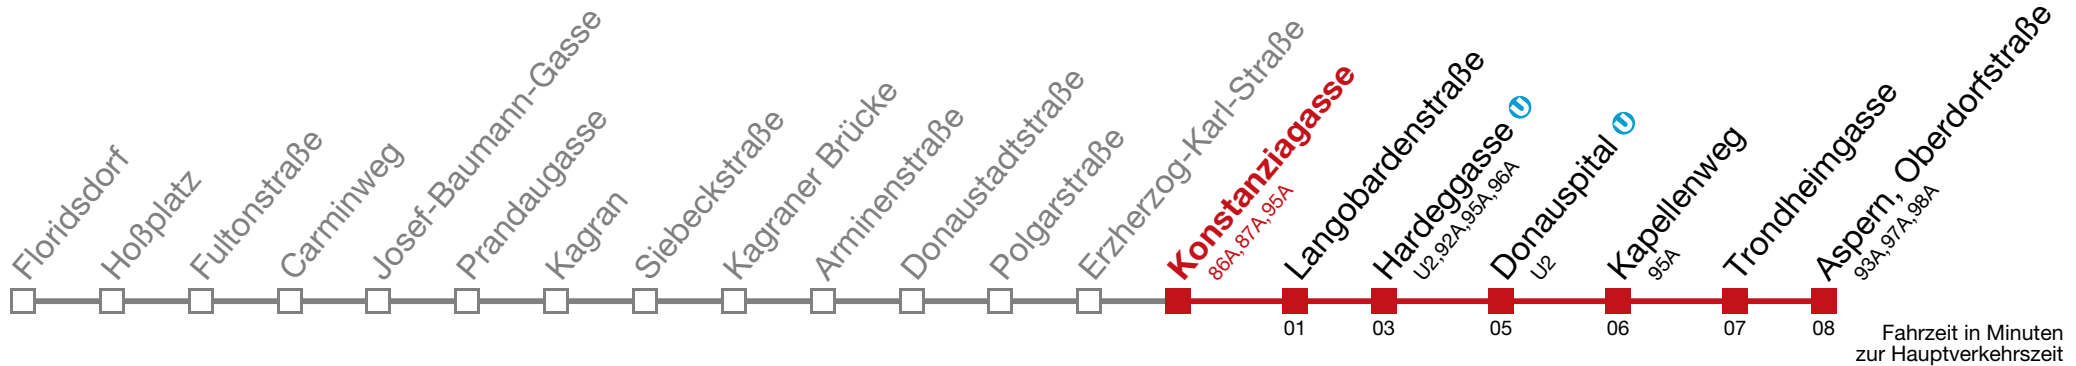 Floridsdorf
Hoßplatz
Fultonstraße
Carminweg
Josef-Baumann-Gasse
Prandaugasse
Kagran
Siebeckstraße
Kagraner Brücke
Arminenstraße
Donaustadtstraße
Polgarstraße
Erzherzog-Karl-Straße
Konstanziagasse
86A,87A,95A
Langobardenstraße
01
Hardeggasse U
U2,92A,95A,96A
03
Donauspital U
U2
05
Kapellenweg
95A
06
Trondheimgasse
07
Aspern, Oberdorfstraße
93A,97A,98A
08
Fahrzeit in Minuten
zur Hauptverkehrszeit